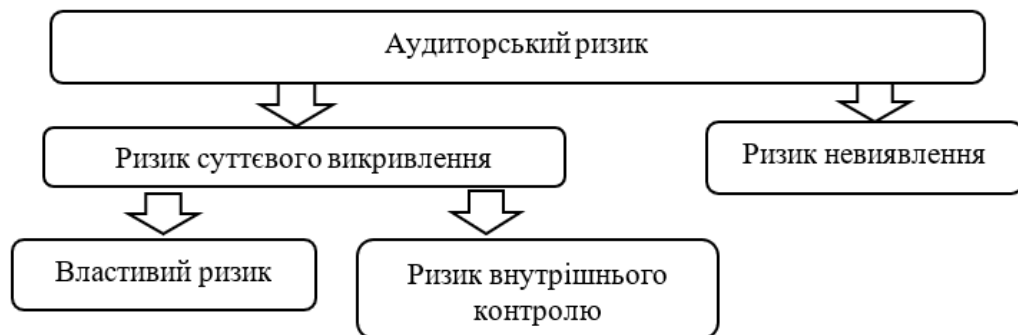 Аудиторський ризик
Ризик суттєвого викривлення
Ризик невиявлення
Властивий ризик
Ризик внутрішнього
контролю